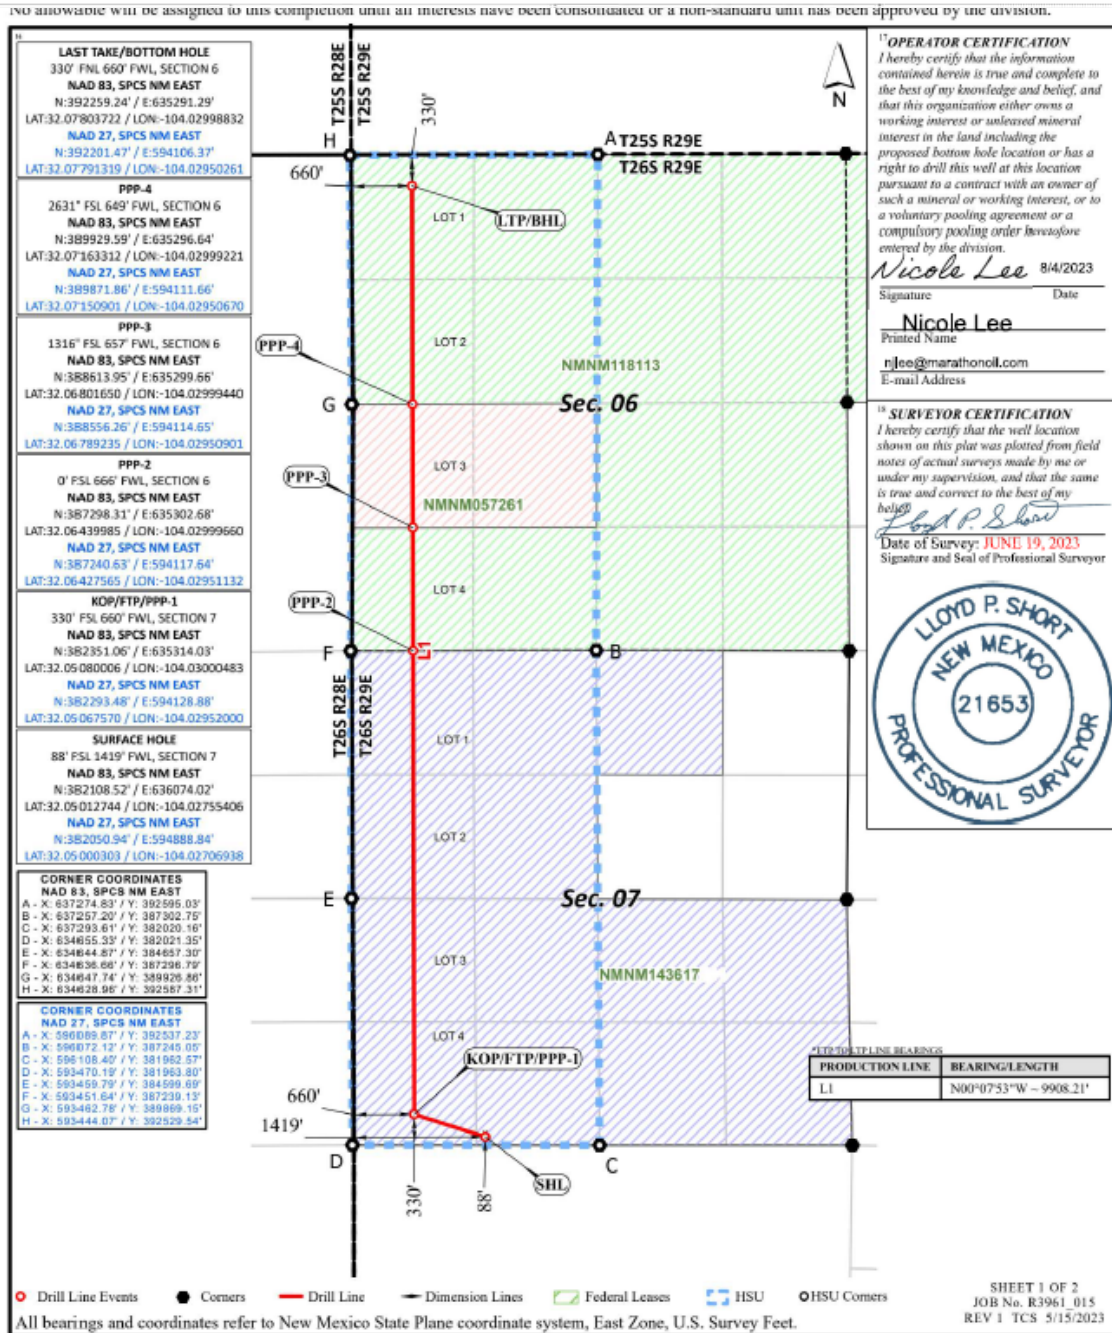 No allowable will be assigned to this completion until all interests have been consolidated or a non-standard unit has been approved by the division.
16
LAST TAKE/BOTTOM HOLE
330' FNL 660' FWL, SECTION 6
NAD 83, SPCS NM EAST
N:392259.24' / E:635291.29'
LAT:32.07803722 / LON:-104.02998832
NAD 27, SPCS NM EAST
N:392201.47' / E:594106.37'
LAT:32.07791319 / LON:-104.02950261
PPP-4
2631" FSL 649' FWL, SECTION 6
NAD 83, SPCS NM EAST
N:389929.59' / E:635296.64'
LAT:32.07163312 / LON:-104.02999221
NAD 27, SPCS NM EAST
N:389871.86' / E:594111.66'
LAT:32.07150901 / LON:-104.02950670
PPP-3
1316" FSL 657' FWL, SECTION 6
NAD 83, SPCS NM EAST
N:388613.95' / E:635299.66'
LAT:32.06801650 / LON:-104.02999440
NAD 27, SPCS NM EAST
N:388556.26' / E:594114.65'
LAT:32.06789235 / LON:-104.02950901
PPP-2
0' FSL 666' FWL, SECTION 6
NAD 83, SPCS NM EAST
N:387298.31' / E:635302.68'
LAT:32.06439985 / LON:-104.02999660
NAD 27, SPCS NM EAST
N:387240.63' / E:594117.64'
LAT:32.06427565 / LON:-104.02951132
KOP/FTP/PPP-1
330' FSL 660' FWL, SECTION 7
NAD 83, SPCS NM EAST
N:382351.06' / E:635314.03'
LAT:32.05080006 / LON:-104.03000483
NAD 27, SPCS NM EAST
N:382293.48' / E:594128.88'
LAT:32.05067570 / LON:-104.02952000
SURFACE HOLE
88' FSL 1419' FWL, SECTION 7
NAD 83, SPCS NM EAST
N:382108.52' / E:636074.02'
LAT:32.05012744 / LON:-104.02755406
NAD 27, SPCS NM EAST
N:382050.94' / E:594888.84'
LAT:32.05000303 / LON:-104.02706938
CORNER COORDINATES
NAD 83, SPCS NM EAST
A - X: 637274.83' / Y: 392595.03'
B - X: 637257.20' / Y: 387302.75'
C - X: 637293.61' / Y: 382020.16'
D - X: 634655.33' / Y: 382021.35'
E - X: 634644.87' / Y: 384657.30'
F - X: 634636.66' / Y: 387296.79'
G - X: 634647.74' / Y: 389926.86'
H - X: 634628.96' / Y: 392587.31'
CORNER COORDINATES
NAD 27, SPCS NM EAST
A - X: 596089.87' / Y: 392537.23'
B - X: 596072.12' / Y: 387245.05'
C - X: 596108.40' / Y: 381962.57'
D - X: 593470.19' / Y: 381963.80'
E - X: 593459.79' / Y: 384599.69'
F - X: 593451.64' / Y: 387239.13'
G - X: 593462.78' / Y: 389869.15'
H - X: 593444.07' / Y: 392529.54'
T25S R28E
T25S R29E
330'
N
H
A
T25S R29E
T26S R29E
660'
LOT 1
LTP/BHL
LOT 2
PPP-4
NMNM118113
G
Sec. 06
LOT 3
PPP-3
NMNM057261
LOT 4
PPP-2
F
L1
B
T26S R28E
T26S R29E
LOT 1
LOT 2
E
Sec. 07
LOT 3
NMNM143617
LOT 4
KOP/FTP/PPP-1
660'
1419'
D
C
SHL
330'
88'
17 OPERATOR CERTIFICATION
I hereby certify that the information
contained herein is true and complete to
the best of my knowledge and belief, and
that this organization either owns a
working interest or unleased mineral
interest in the land including the
proposed bottom hole location or has a
right to drill this well at this location
pursuant to a contract with an owner of
such a mineral or working interest, or to
a voluntary pooling agreement or a
compulsory pooling order heretofore
entered by the division.
Nicole Lee 8/4/2023
Signature Date
Nicole Lee
Printed Name
njlee@marathonoil.com
E-mail Address
18 SURVEYOR CERTIFICATION
I hereby certify that the well location
shown on this plat was plotted from field
notes of actual surveys made by me or
under my supervision, and that the same
is true and correct to the best of my
belief.
Lloyd P. Short
Date of Survey: JUNE 19, 2023
Signature and Seal of Professional Surveyor
LLOYD P. SHORT
NEW MEXICO
21653
PROFESSIONAL SURVEYOR
*FTP TO LTP LINE BEARINGS
PRODUCTION LINE BEARING/LENGTH
L1 N00°07'53"W ~ 9908.21'
Drill Line Events Corners Drill Line Dimension Lines Federal Leases HSU HSU Corners
All bearings and coordinates refer to New Mexico State Plane coordinate system, East Zone, U.S. Survey Feet.
SHEET 1 OF 2
JOB No. R3961_015
REV 1 TCS 5/15/2023